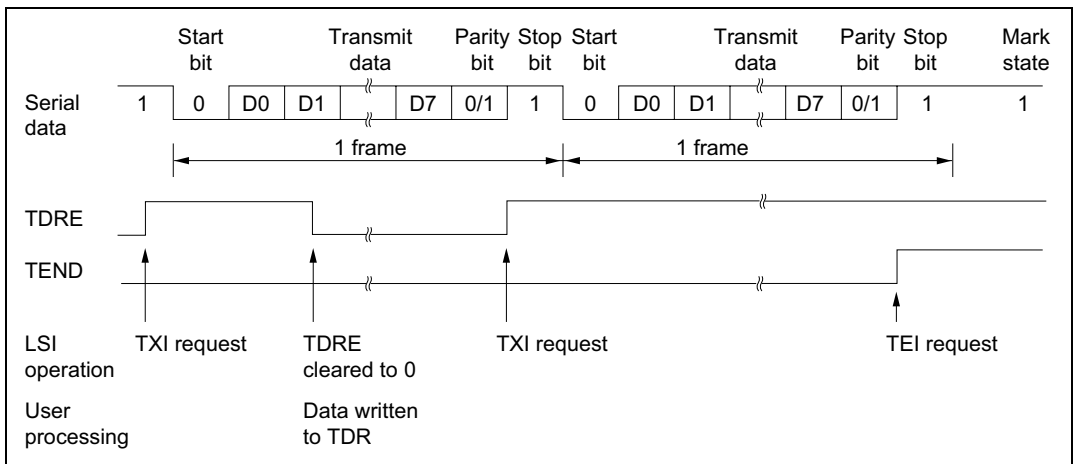 Start bit Transmit data Parity bit Stop bit Start bit Transmit data Parity bit Stop bit Mark state
Serial data 1 0 D0 D1 D7 0/1 1 0 D0 D1 D7 0/1 1 1
1 frame 1 frame
TDRE
TEND
LSI operation TXI request TDRE cleared to 0 TXI request TEI request
User processing Data written to TDR